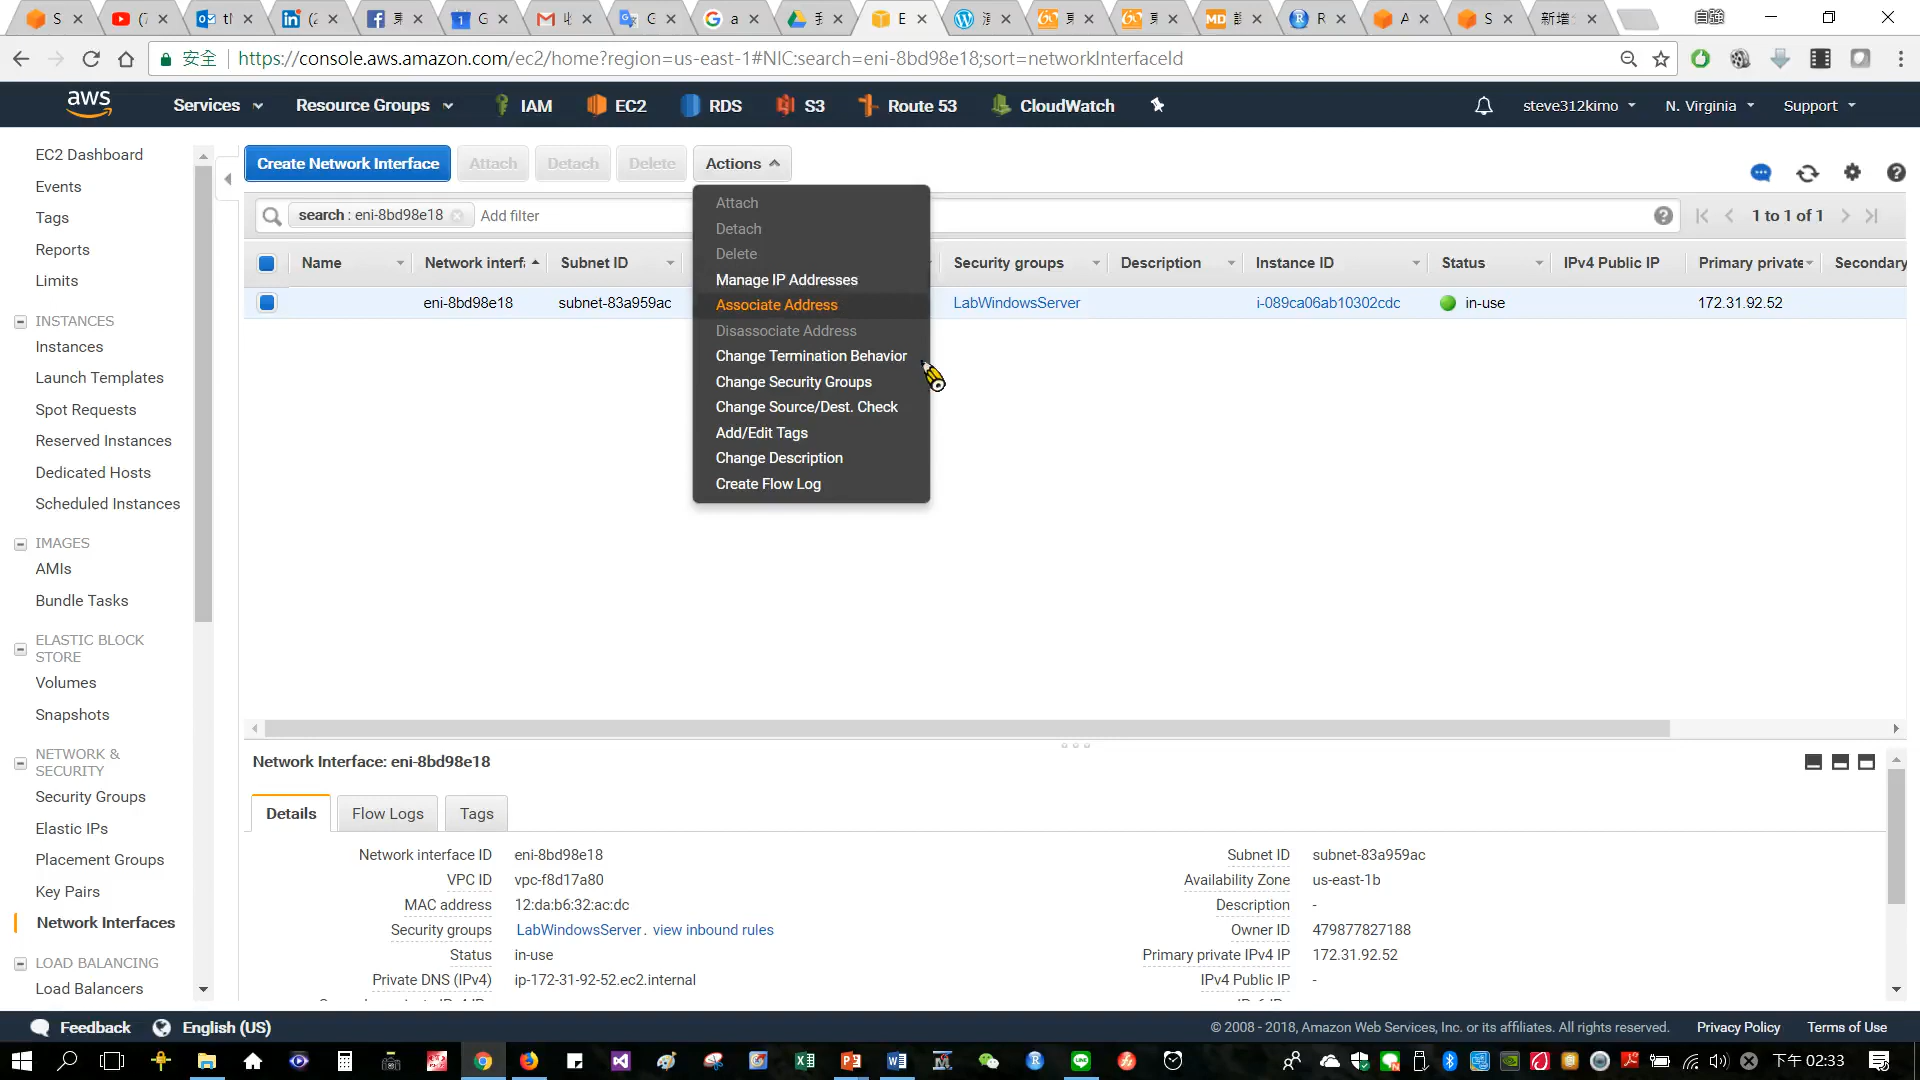 安全 https://console.aws.amazon.com/ec2/home?region=us-east-1#NIC:search=eni-8bd98e18;sort=networkInterfaceId
自強
aws Services Resource Groups IAM EC2 RDS S3 Route 53 CloudWatch steve312kimo N. Virginia Support
EC2 Dashboard
Events
Tags
Reports
Limits
INSTANCES
Instances
Launch Templates
Spot Requests
Reserved Instances
Dedicated Hosts
Scheduled Instances
IMAGES
AMIs
Bundle Tasks
ELASTIC BLOCK
STORE
Volumes
Snapshots
NETWORK &
SECURITY
Security Groups
Elastic IPs
Placement Groups
Key Pairs
Network Interfaces
LOAD BALANCING
Load Balancers
Create Network Interface Attach Detach Delete Actions
search : eni-8bd98e18 Add filter 1 to 1 of 1
Attach
Detach
Delete
Manage IP Addresses
Associate Address
Disassociate Address
Change Termination Behavior
Change Security Groups
Change Source/Dest. Check
Add/Edit Tags
Change Description
Create Flow Log
Name Network interf Subnet ID Security groups Description Instance ID Status IPv4 Public IP Primary private Secondary
eni-8bd98e18 subnet-83a959ac LabWindowsServer i-089ca06ab10302cdc in-use 172.31.92.52
Network Interface: eni-8bd98e18
Details Flow Logs Tags
Network interface ID eni-8bd98e18 Subnet ID subnet-83a959ac
VPC ID vpc-f8d17a80 Availability Zone us-east-1b
MAC address 12:da:b6:32:ac:dc Description -
Security groups LabWindowsServer. view inbound rules Owner ID 479877827188
Status in-use Primary private IPv4 IP 172.31.92.52
Private DNS (IPv4) ip-172-31-92-52.ec2.internal IPv4 Public IP -
Feedback English (US) © 2008 - 2018, Amazon Web Services, Inc. or its affiliates. All rights reserved. Privacy Policy Terms of Use
下午 02:33